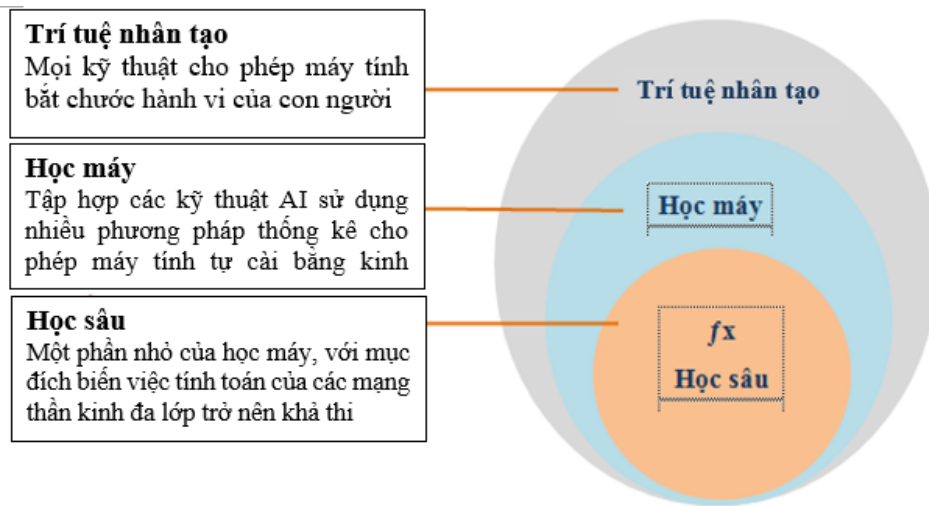 Trí tuệ nhân tạo
Mọi kỹ thuật cho phép máy tính
bắt chước hành vi của con người
Học máy
Tập hợp các kỹ thuật AI sử dụng
nhiều phương pháp thống kê cho
phép máy tính tự cài bằng kinh
Học sâu
Một phần nhỏ của học máy, với mục
đích biến việc tính toán của các mạng
thần kinh đa lớp trở nên khả thi
Trí tuệ nhân tạo
Học máy
ƒx
Học sâu